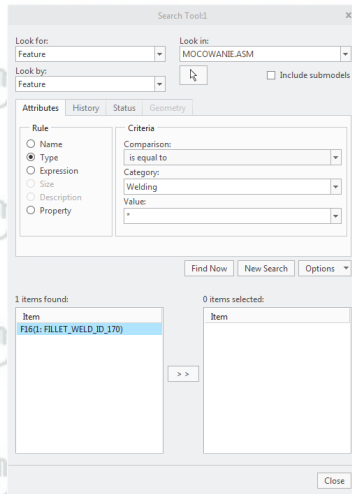 Search Tool:1
x
Look for:
Look in:
Feature
MOCOWANIE.ASM
Look by:
Feature
Include submodels
Attributes History Status Geometry
Rule
Criteria
Name
Comparison:
Type
is equal to
Expression
Category:
Size
Welding
Description
Value:
Property
*
Find Now New Search Options
1 items found:
0 items selected:
Item
Item
F16(1: FILLET_WELD_ID_170)
> >
Close